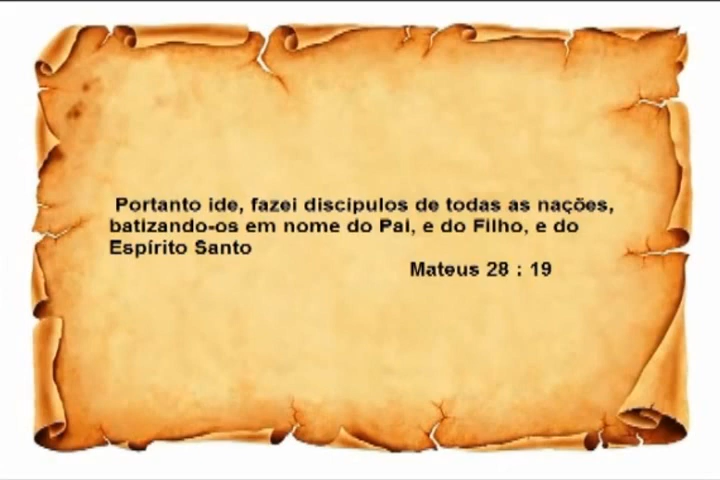 Portanto ide, fazei discípulos de todas as nações,
batizando-os em nome do Pai, e do Filho, e do
Espírito Santo
Mateus 28 : 19